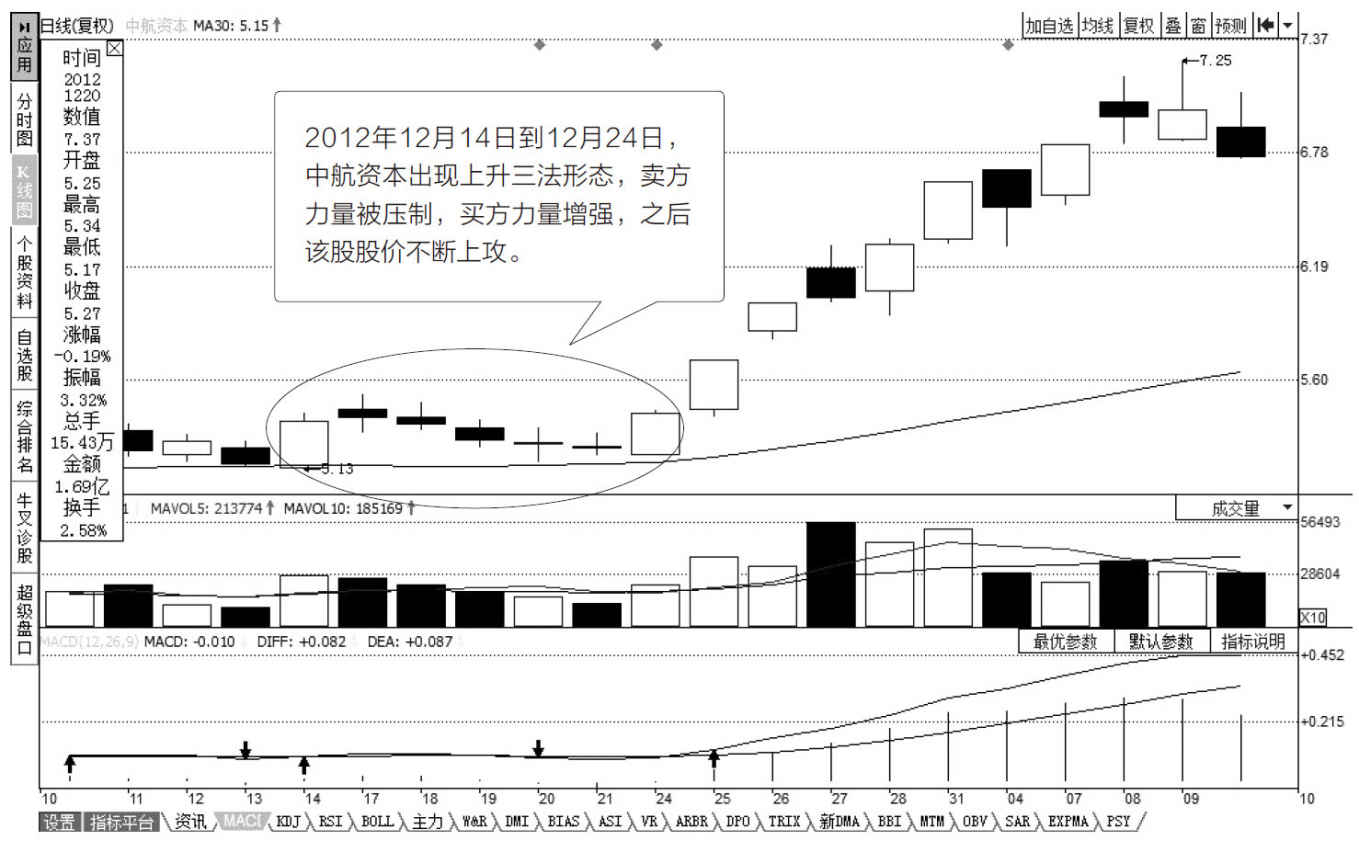 日线(复权) 中航资本 MA30: 5.15↑
加自选 均线 复权 叠 窗 预测
应用
分时图
K线图
个股资料
自选股
综合排名
牛叉诊股
超级盘口
时间
2012
1220
数值
7.37
开盘
5.25
最高
5.34
最低
5.17
收盘
5.27
涨幅
-0.19%
振幅
3.32%
总手
15.43万
金额
1.69亿
换手
2.58%
2012年12月14日到12月24日，
中航资本出现上升三法形态，卖方
力量被压制，买方力量增强，之后
该股股价不断上攻。
7.25
5.13
7.37
6.78
6.19
5.60
1 MAVOL5: 213774↑ MAVOL10: 185169↑
成交量
56493
28604
X10
MACD(12,26,9) MACD: -0.010↓ DIFF: +0.082 DEA: +0.087
最优参数 默认参数 指标说明
+0.452
+0.215
10 11 12 13 14 17 18 19 20 21 24 25 26 27 28 31 04 07 08 09 10
设置 指标平台 资讯 MACD KDJ RSI BOLL 主力 W&R DMI BIAS ASI VR ARBR DPO TRIX 新DMA BBI MTM OBV SAR EXPMA PSY